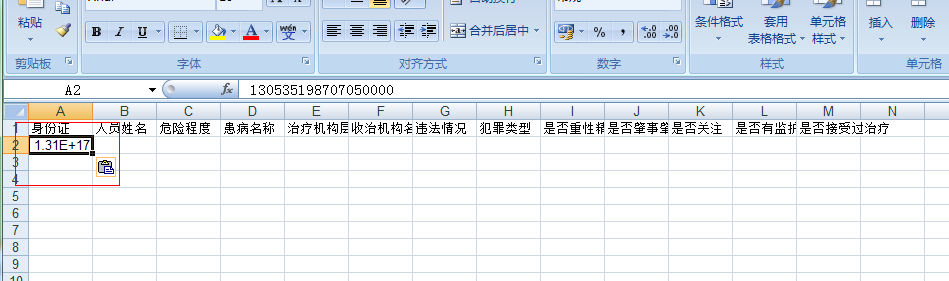 粘贴
B I U A wén 文
合并后居中
% ,
.00 .00
条件格式
套用
表格格式
单元格
样式
插入
删除
剪贴板
字体
对齐方式
数字
样式
单元格
A2 130535198707050000
A B C D E F G H I J K L M N
1 身份证 人员姓名 危险程度 患病名称 治疗机构层 收治机构名 违法情况 犯罪类型 是否重性精 是否肇事肇 是否关注 是否有监护 是否接受过治疗
2 1.31E+17
3
4
5
6
7
8
9